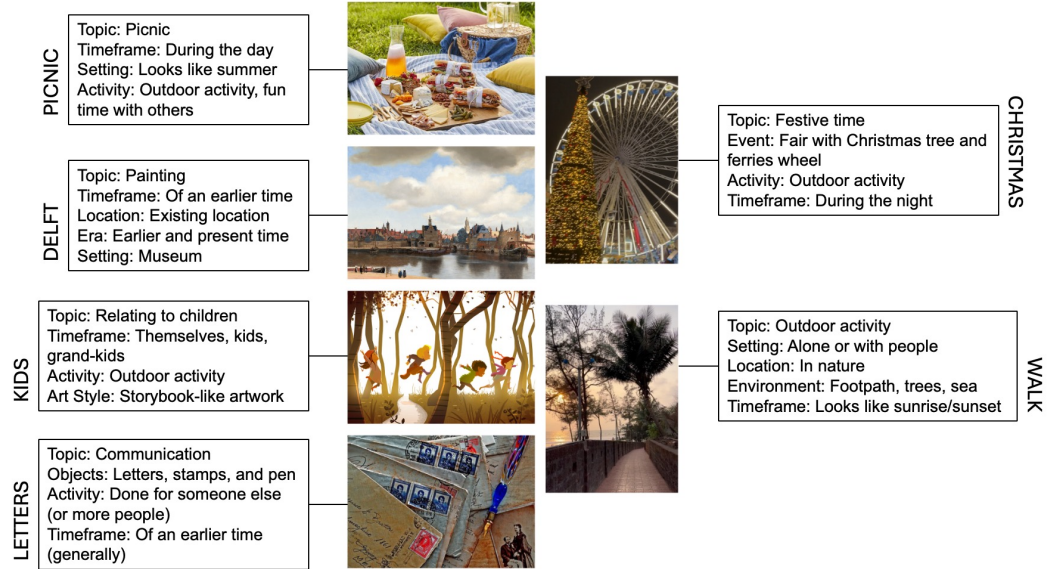 PICNIC
Topic: Picnic
Timeframe: During the day
Setting: Looks like summer
Activity: Outdoor activity, fun
time with others
DELFT
Topic: Painting
Timeframe: Of an earlier time
Location: Existing location
Era: Earlier and present time
Setting: Museum
KIDS
Topic: Relating to children
Timeframe: Themselves, kids,
grand-kids
Activity: Outdoor activity
Art Style: Storybook-like artwork
LETTERS
Topic: Communication
Objects: Letters, stamps, and pen
Activity: Done for someone else
(or more people)
Timeframe: Of an earlier time
(generally)
CHRISTMAS
Topic: Festive time
Event: Fair with Christmas tree and
ferries wheel
Activity: Outdoor activity
Timeframe: During the night
WALK
Topic: Outdoor activity
Setting: Alone or with people
Location: In nature
Environment: Footpath, trees, sea
Timeframe: Looks like sunrise/sunset